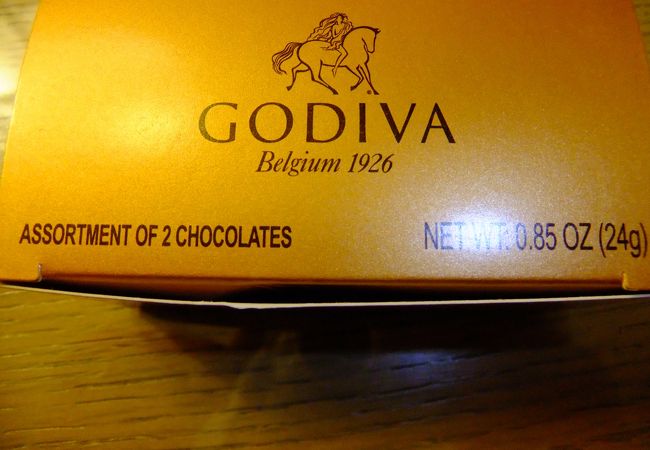 GODIVA
Belgium 1926
ASSORTMENT OF 2 CHOCOLATES NET WT. 0.85 OZ (24g)